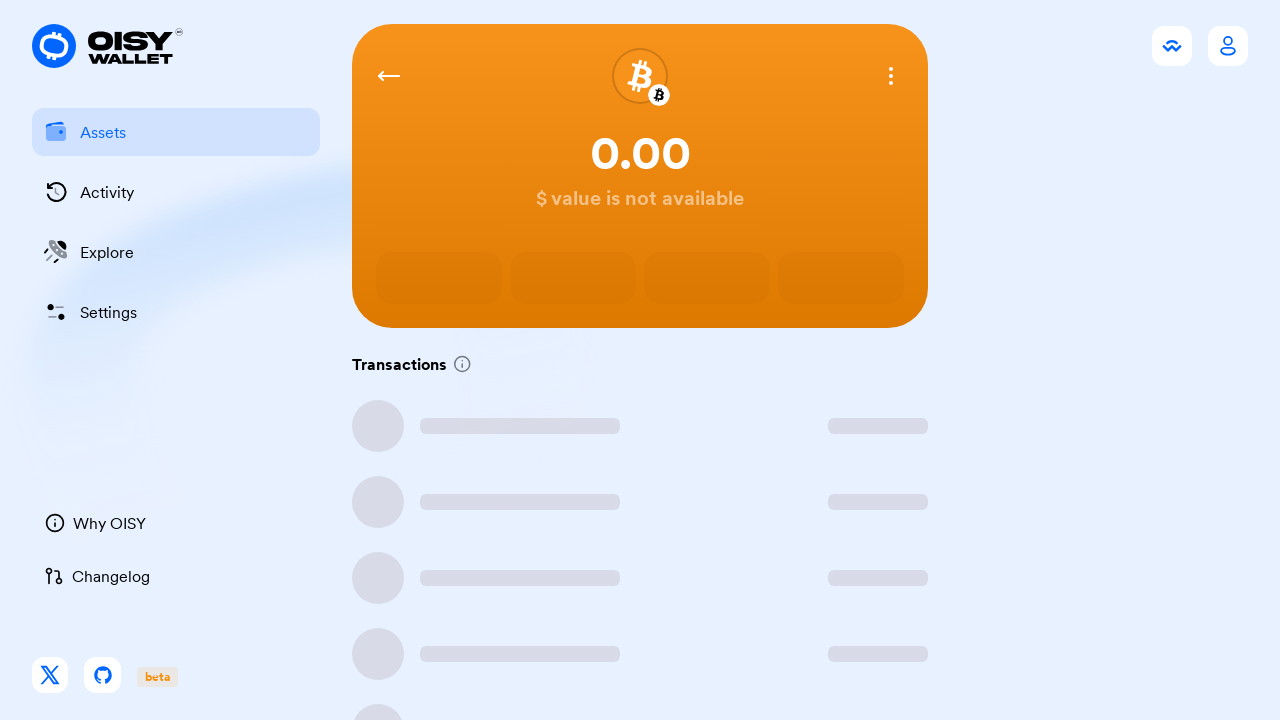 OISY
WALLET
Assets
Activity
Explore
Settings
Why OISY
Changelog
beta
0.00
$ value is not available
Transactions